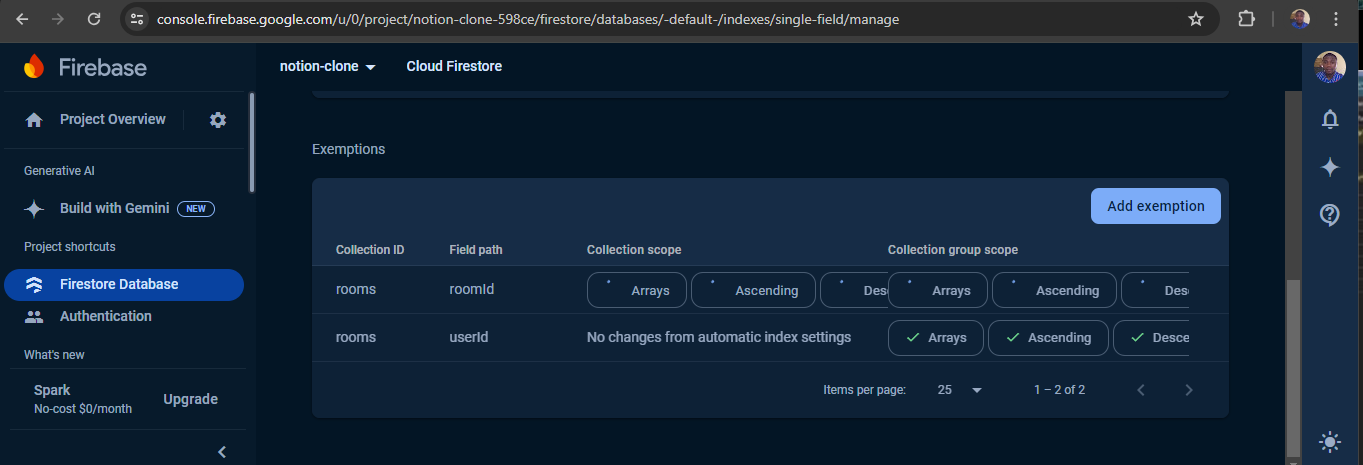 console.firebase.google.com/u/0/project/notion-clone-598ce/firestore/databases/-default-/indexes/single-field/manage
Firebase
notion-clone
Cloud Firestore
Project Overview
Generative AI
Build with Gemini NEW
Project shortcuts
Firestore Database
Authentication
What's new
Spark
No-cost $0/month
Upgrade
Exemptions
Add exemption
Collection ID Field path Collection scope Collection group scope
rooms roomId Arrays Ascending Des Arrays Ascending Des
rooms userId No changes from automatic index settings Arrays Ascending Desce
Items per page: 25 1 – 2 of 2